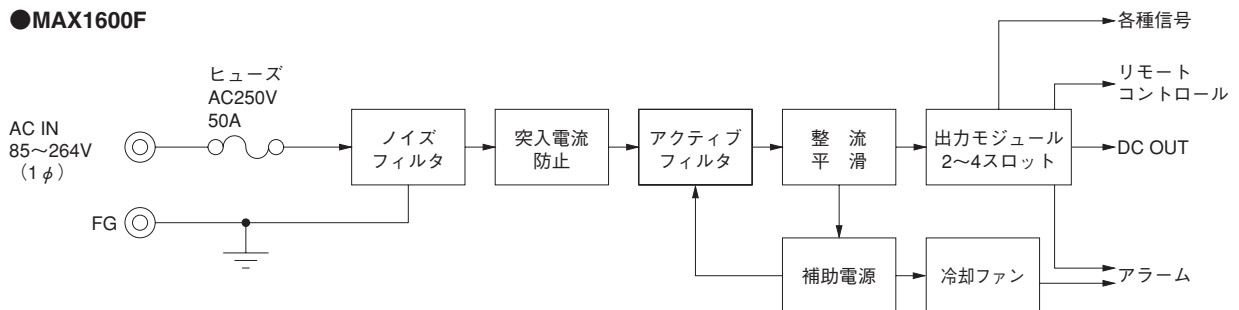 ●MAX1600F
各種信号
ヒューズ
AC250V
50A
リモート
コントロール
AC IN
85～264V
（1φ）
ノイズ
フィルタ
突入電流
防止
アクティブ
フィルタ
整 流
平 滑
出力モジュール
2～4スロット
DC OUT
FG
補助電源
冷却ファン
アラーム